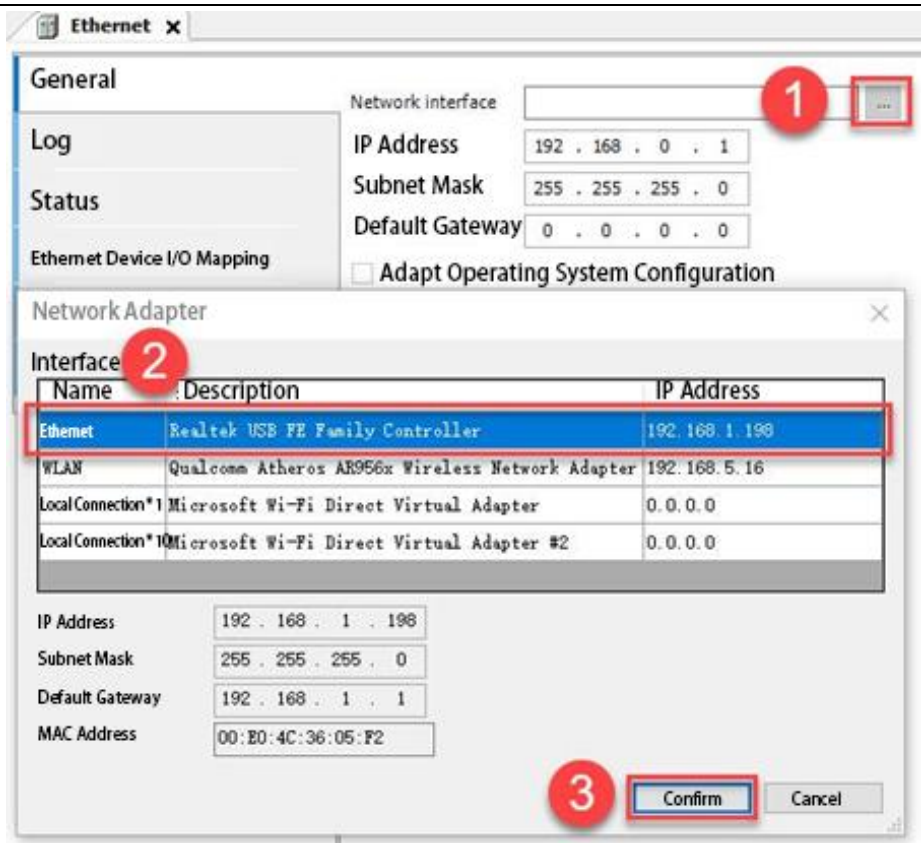 Ethernet
General
Network interface
1
...
Log
IP Address 192 . 168 . 0 . 1
Status
Subnet Mask 255 . 255 . 255 . 0
Default Gateway 0 . 0 . 0 . 0
Ethernet Device I/O Mapping
Adapt Operating System Configuration
Network Adapter
Interface
2
Name Description IP Address
Ethernet Realtek USB FE Family Controller 192.168.1.198
WLAN Qualcomm Atheros AR956x Wireless Network Adapter 192.168.5.16
Local Connection* 1 Microsoft Wi-Fi Direct Virtual Adapter 0.0.0.0
Local Connection* 10 Microsoft Wi-Fi Direct Virtual Adapter #2 0.0.0.0
IP Address 192 . 168 . 1 . 198
Subnet Mask 255 . 255 . 255 . 0
Default Gateway 192 . 168 . 1 . 1
MAC Address 00:E0:4C:36:05:F2
3
Confirm Cancel